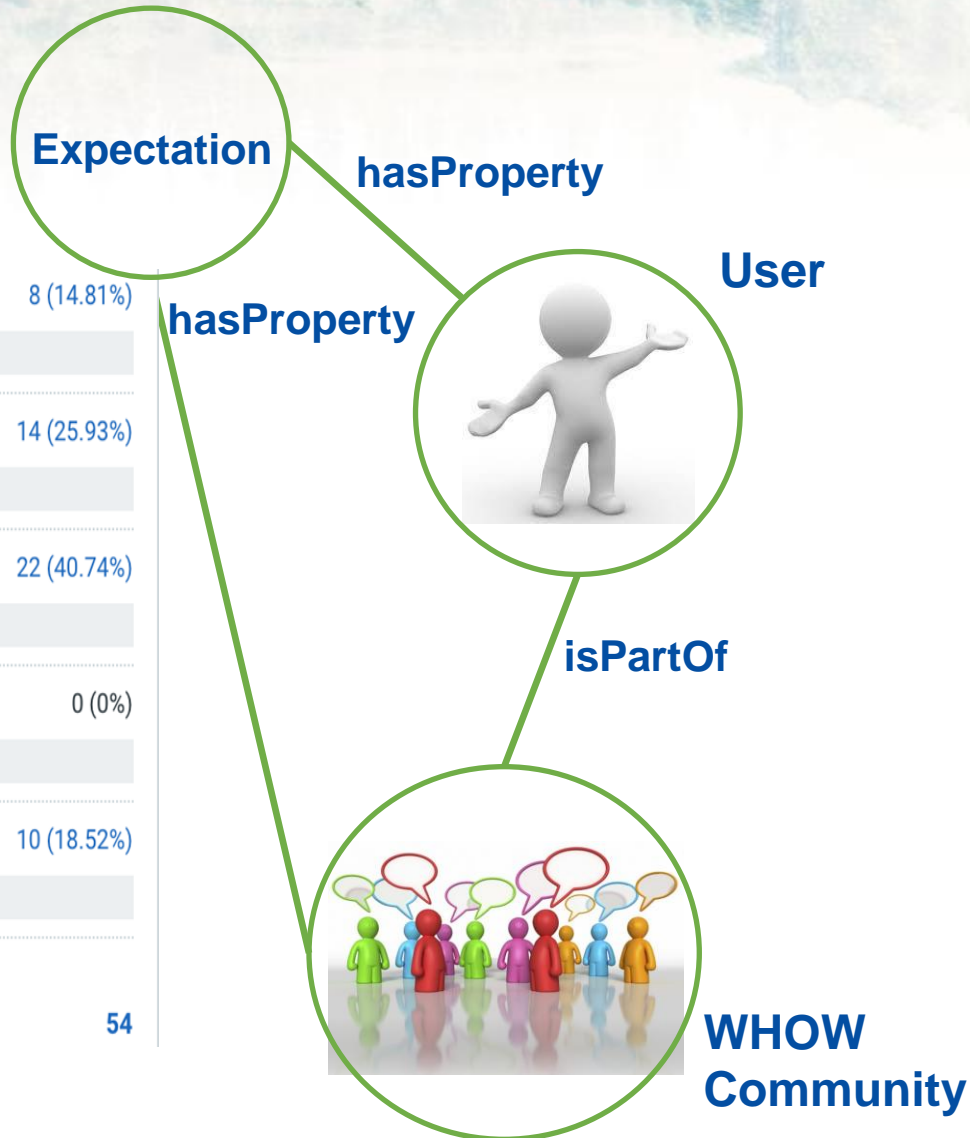 Expectation
hasProperty
User
8 (14.81%)
hasProperty
14 (25.93%)
22 (40.74%)
isPartOf
0 (0%)
10 (18.52%)
54
WHOW
Community